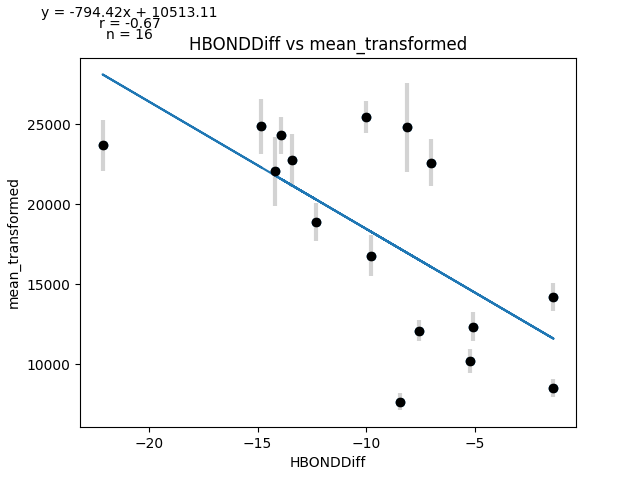 y = -794.42x + 10513.11
r = -0.67
n = 16
HBONDDiff vs mean_transformed
25000
20000
15000
10000
mean_transformed
−20
−15
−10
−5
HBONDDiff